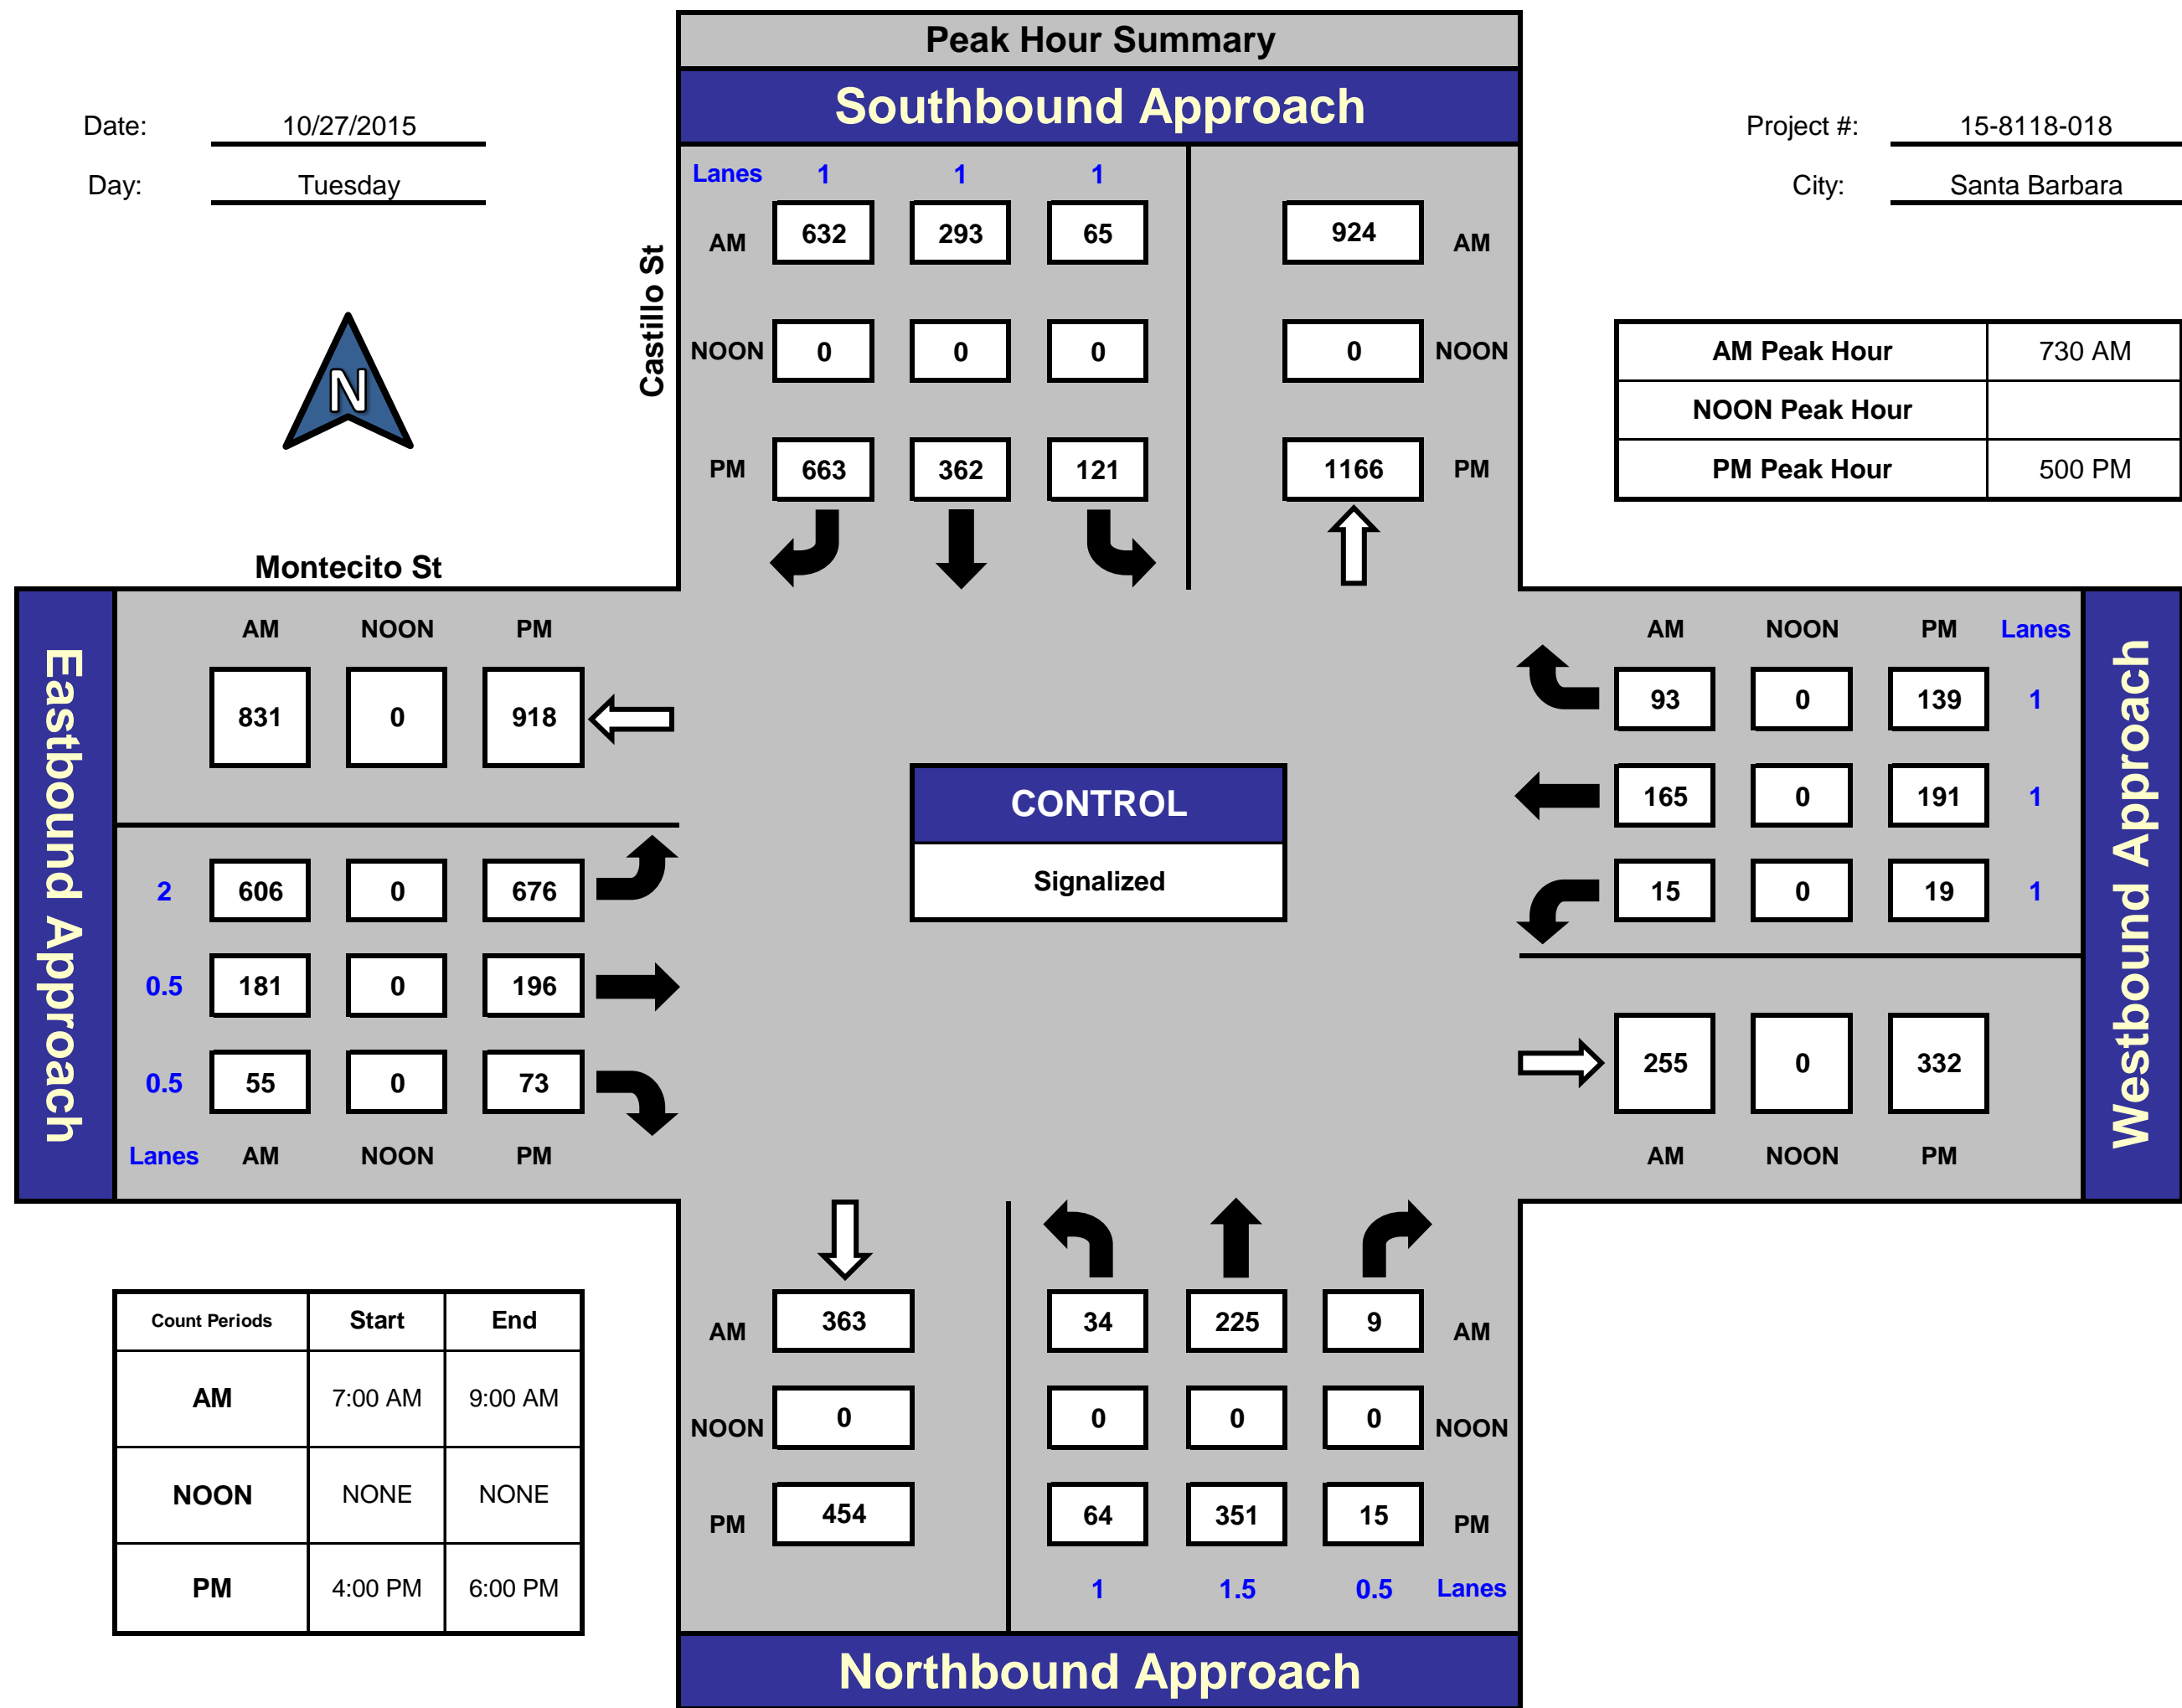 Peak Hour Summary
Southbound Approach
Date: 10/27/2015
Project #: 15-8118-018
Day: Tuesday
City: Santa Barbara
Lanes 1 1 1
AM 632 293 65 924 AM
Castillo St
N
NOON 0 0 0 0 NOON
AM Peak Hour 730 AM
NOON Peak Hour
PM Peak Hour 500 PM
PM 663 362 121 1166 PM
Montecito St
Eastbound Approach
AM NOON PM
831 0 918
2 606 0 676
0.5 181 0 196
0.5 55 0 73
Lanes AM NOON PM
CONTROL
Signalized
AM NOON PM Lanes
93 0 139 1
165 0 191 1
15 0 19 1
255 0 332
AM NOON PM
Westbound Approach
Count Periods Start End
AM 7:00 AM 9:00 AM
NOON NONE NONE
PM 4:00 PM 6:00 PM
AM 363 34 225 9 AM
NOON 0 0 0 0 NOON
PM 454 64 351 15 PM
1 1.5 0.5 Lanes
Northbound Approach